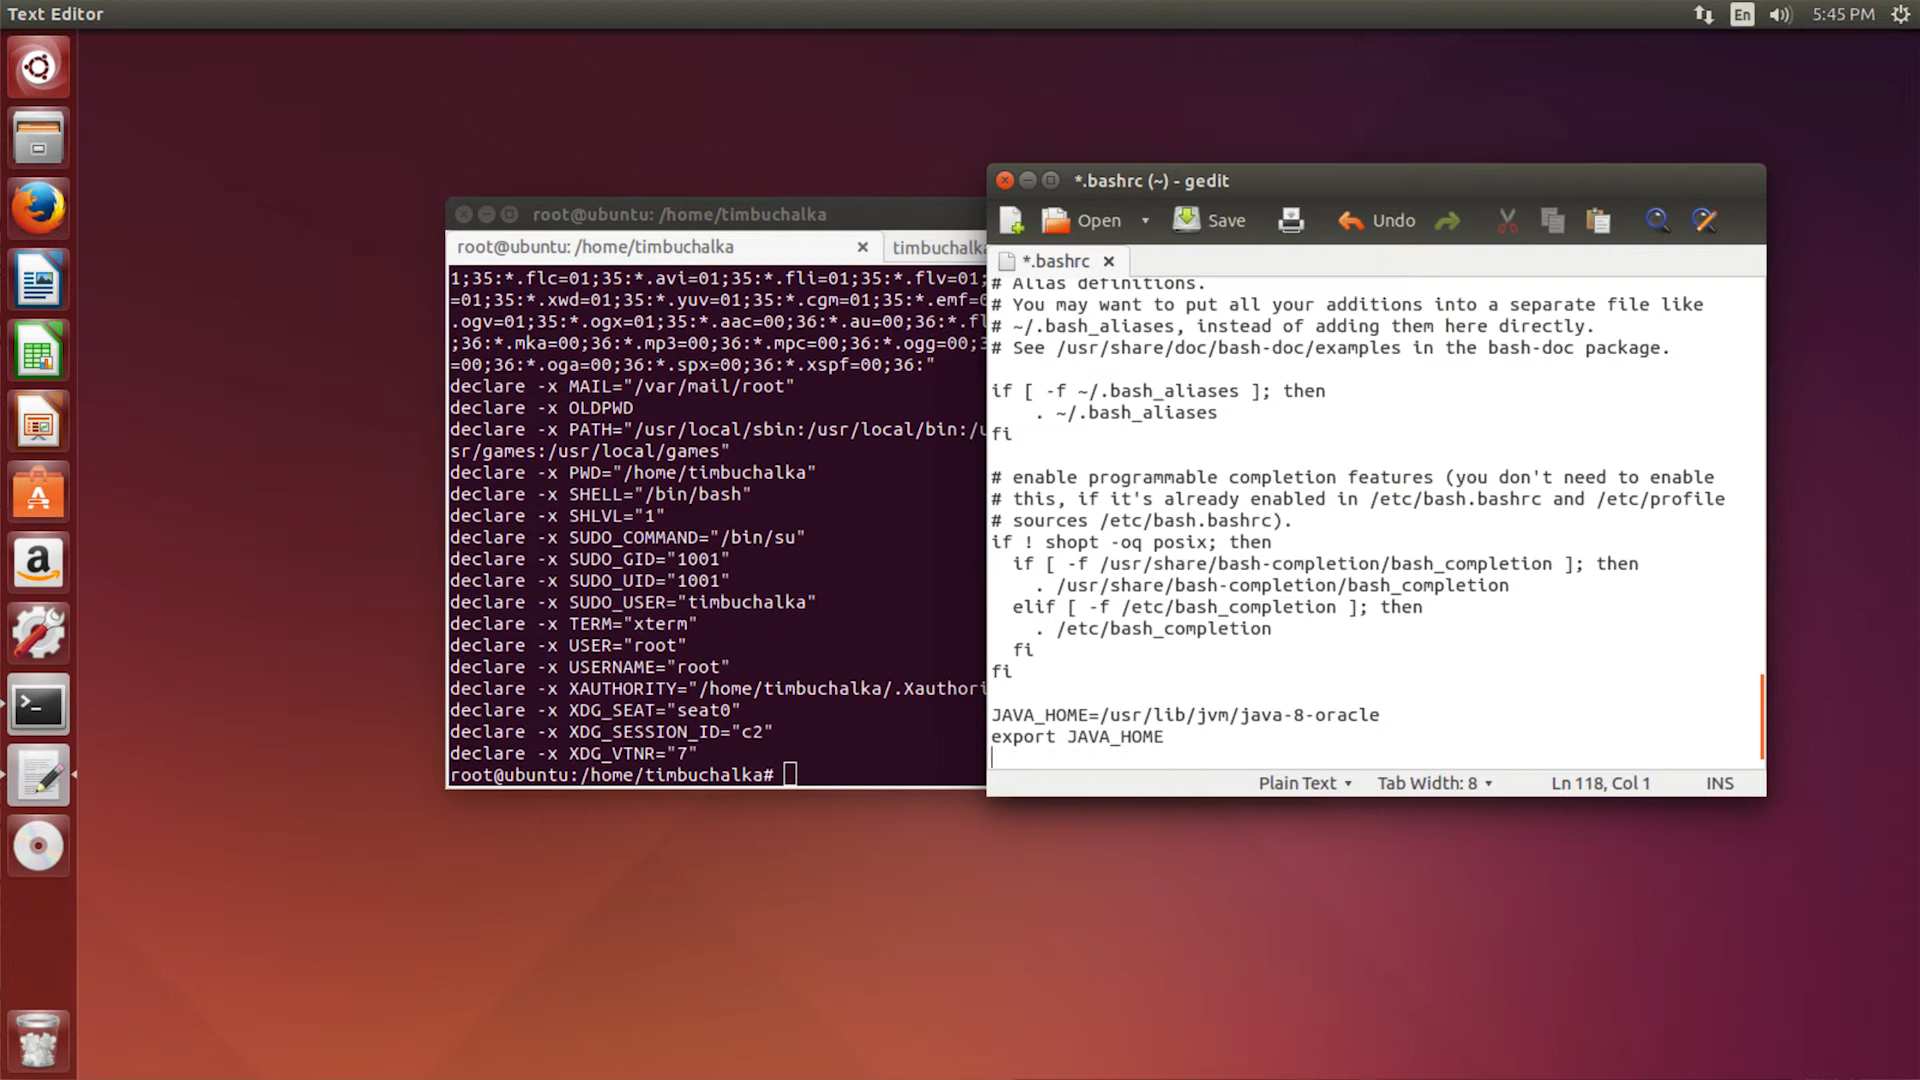 Text Editor
En
5:45 PM
root@ubuntu: /home/timbuchalka
root@ubuntu: /home/timbuchalka
timbuchalka
1;35:*.flc=01;35:*.avi=01;35:*.fli=01;35:*.flv=01;
=01;35:*.xwd=01;35:*.yuv=01;35:*.cgm=01;35:*.emf=0
.ogv=01;35:*.ogx=01;35:*.aac=00;36:*.au=00;36:*.fl
;36:*.mka=00;36:*.mp3=00;36:*.mpc=00;36:*.ogg=00;3
=00;36:*.oga=00;36:*.spx=00;36:*.xspf=00;36:"
declare -x MAIL="/var/mail/root"
declare -x OLDPWD
declare -x PATH="/usr/local/sbin:/usr/local/bin:/u
sr/games:/usr/local/games"
declare -x PWD="/home/timbuchalka"
declare -x SHELL="/bin/bash"
declare -x SHLVL="1"
declare -x SUDO_COMMAND="/bin/su"
declare -x SUDO_GID="1001"
declare -x SUDO_UID="1001"
declare -x SUDO_USER="timbuchalka"
declare -x TERM="xterm"
declare -x USER="root"
declare -x USERNAME="root"
declare -x XAUTHORITY="/home/timbuchalka/.Xauthori
declare -x XDG_SEAT="seat0"
declare -x XDG_SESSION_ID="c2"
declare -x XDG_VTNR="7"
root@ubuntu:/home/timbuchalka#
*.bashrc (~) - gedit
Open Save Undo
*.bashrc
# Alias definitions.
# You may want to put all your additions into a separate file like
# ~/.bash_aliases, instead of adding them here directly.
# See /usr/share/doc/bash-doc/examples in the bash-doc package.
if [ -f ~/.bash_aliases ]; then
. ~/.bash_aliases
fi
# enable programmable completion features (you don't need to enable
# this, if it's already enabled in /etc/bash.bashrc and /etc/profile
# sources /etc/bash.bashrc).
if ! shopt -oq posix; then
if [ -f /usr/share/bash-completion/bash_completion ]; then
. /usr/share/bash-completion/bash_completion
elif [ -f /etc/bash_completion ]; then
. /etc/bash_completion
fi
fi
JAVA_HOME=/usr/lib/jvm/java-8-oracle
export JAVA_HOME
Plain Text Tab Width: 8 Ln 118, Col 1 INS